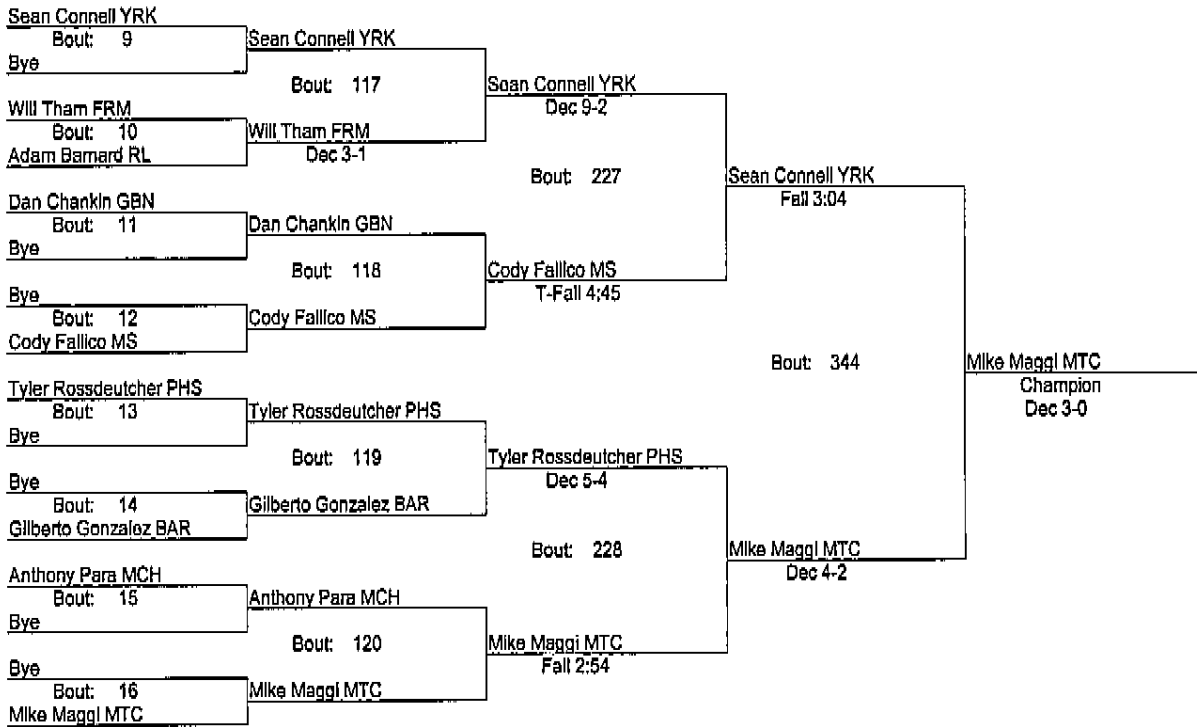 Sean Connell YRK
Bout: 9
Bye
Sean Connell YRK
Bout: 117
Will Tham FRM
Bout: 10
Adam Barnard RL
Will Tham FRM
Dec 3-1
Sean Connell YRK
Dec 9-2
Bout: 227
Dan Chankin GBN
Bout: 11
Bye
Dan Chankin GBN
Bout: 118
Bye
Bout: 12
Cody Fallico MS
Cody Fallico MS
Cody Fallico MS
T-Fall 4:45
Sean Connell YRK
Fall 3:04
Bout: 344
Tyler Rossdeutcher PHS
Bout: 13
Bye
Tyler Rossdeutcher PHS
Bout: 119
Bye
Bout: 14
Gilberto Gonzalez BAR
Gilberto Gonzalez BAR
Tyler Rossdeutcher PHS
Dec 5-4
Bout: 228
Anthony Para MCH
Bout: 15
Bye
Anthony Para MCH
Bout: 120
Bye
Bout: 16
Mike Maggi MTC
Mike Maggi MTC
Mike Maggi MTC
Fall 2:54
Mike Maggi MTC
Dec 4-2
Mike Maggi MTC
Champion
Dec 3-0